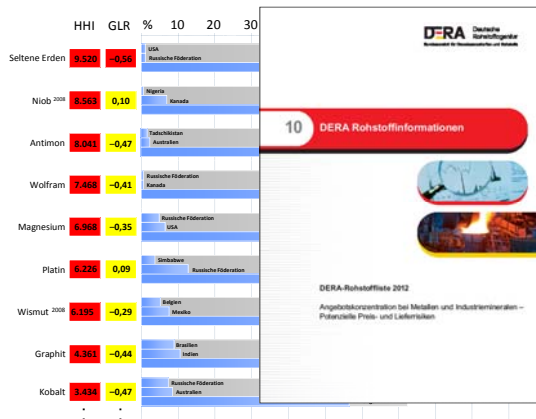 HHI GLR % 10 30
Seltene Erden 9.520 –0,56 USA
Russische Föderation
Niob 2008 8.563 0,10 Nigeria
Kanada
Antimon 8.041 –0,47 Tadschikistan
Australien
Wolfram 7.468 –0,41 Russische Föderation
Kanada
Magnesium 6.968 –0,35 Russische Föderation
USA
Platin 6.226 0,09 Simbabwe
Russische Föderation
Wismut 2008 6.195 –0,29 Belgien
Mexiko
Graphit 4.361 –0,44 Brasilien
Indien
Kobalt 3.434 –0,47 Russische Föderation
Australien
DERA Deutsche
Rohstoffagentur
10 DERA Rohstoffinformationen
DERA-Rohstoffliste 2012
Angebotskonzentration bei Metallen und Industriemineralen –
Potenzielle Preis- und Lieferrisiken